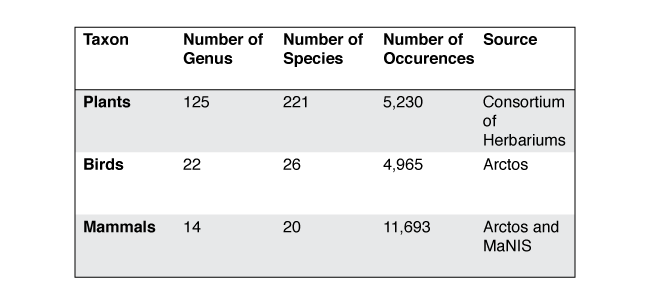 Taxon Number of Genus Number of Species Number of Occurences Source
Plants 125 221 5,230 Consortium of Herbariums
Birds 22 26 4,965 Arctos
Mammals 14 20 11,693 Arctos and MaNIS